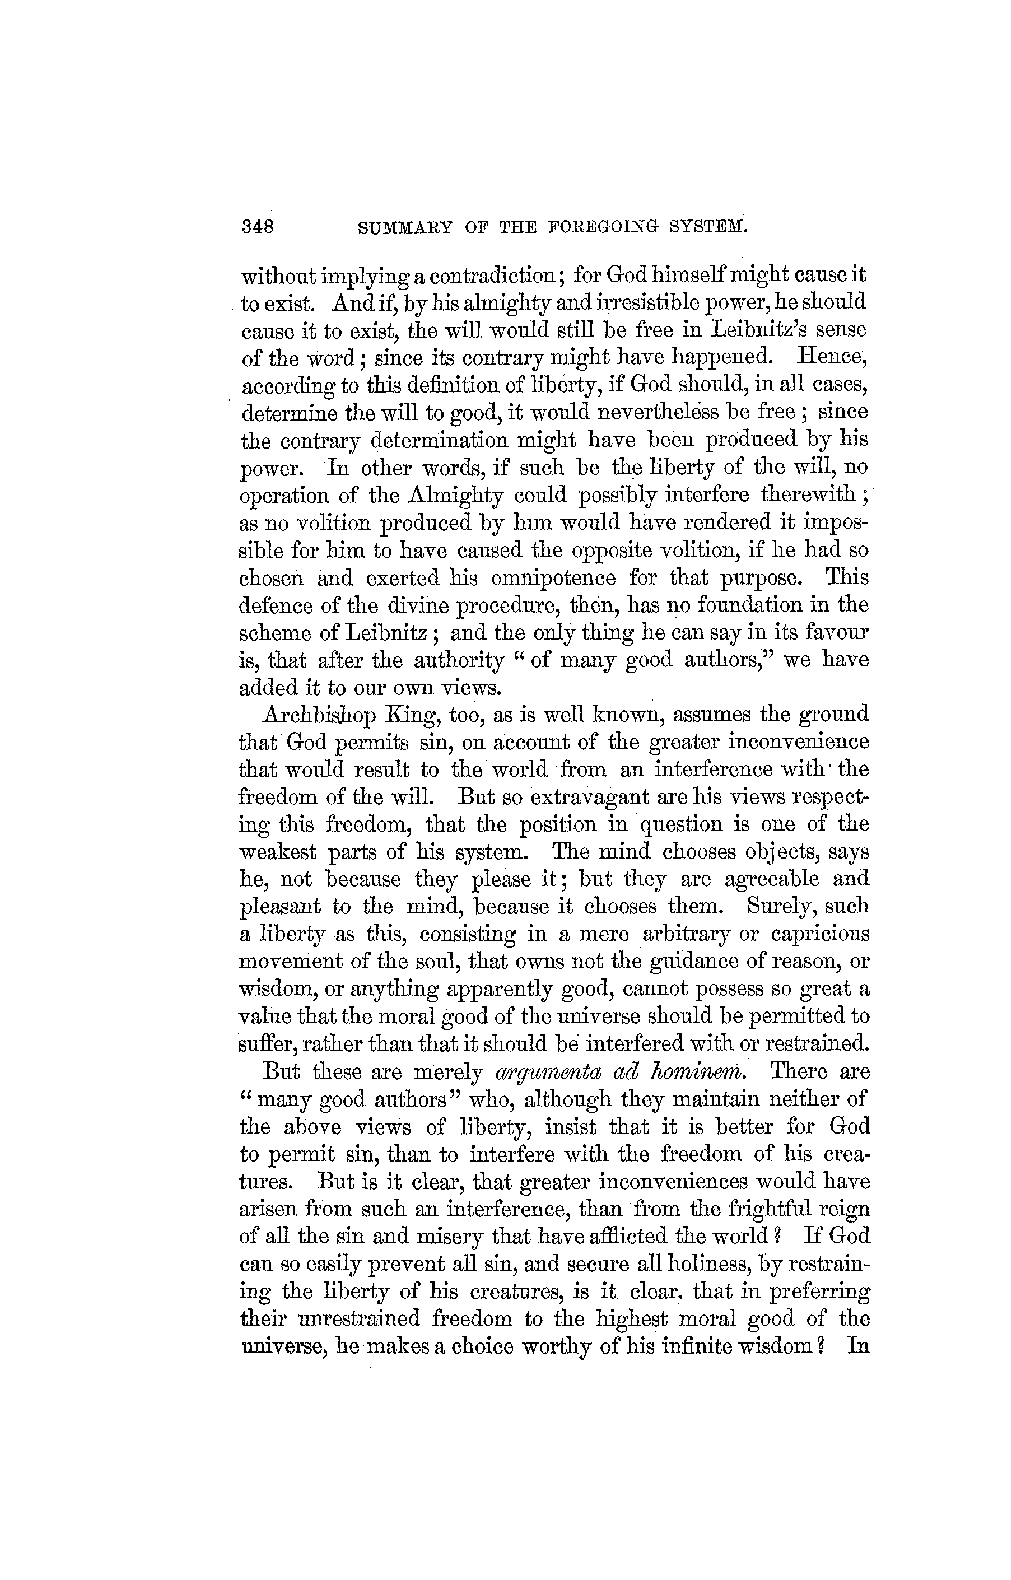 348 SUMMARY OF THE FOREGOING SYSTEM.
without implying a contradiction; for God himself might cause it
to exist. And if, by his almighty and irresistible power, he should
cause it to exist, the will would still be free in Leibnitz's sense
of the word; since its contrary might have happened. Hence,
according to this definition of liberty, if God should, in all cases,
determine the will to good, it would nevertheless be free; since
the contrary determination might have been produced by his
power. In other words, if such be the liberty of the will, no
operation of the Almighty could possibly interfere therewith;
as no volition produced by him would have rendered it impos-
sible for him to have caused the opposite volition, if he had so
chosen and exerted his omnipotence for that purpose. This
defence of the divine procedure, then, has no foundation in the
scheme of Leibnitz; and the only thing he can say in its favour
is, that after the authority "of many good authors," we have
added it to our own views.
Archbishop King, too, as is well known, assumes the ground
that God permits sin, on account of the greater inconvenience
that would result to the world from an interference with the
freedom of the will. But so extravagant are his views respect-
ing this freedom, that the position in question is one of the
weakest parts of his system. The mind chooses objects, says
he, not because they please it; but they are agreeable and
pleasant to the mind, because it chooses them. Surely, such
a liberty as this, consisting in a mere arbitrary or capricious
movement of the soul, that owns not the guidance of reason, or
wisdom, or anything apparently good, cannot possess so great a
value that the moral good of the universe should be permitted to
suffer, rather than that it should be interfered with or restrained.
But these are merely argumenta ad hominem. There are
"many good authors" who, although they maintain neither of
the above views of liberty, insist that it is better for God
to permit sin, than to interfere with the freedom of his crea-
tures. But is it clear, that greater inconveniences would have
arisen from such an interference, than from the frightful reign
of all the sin and misery that have afflicted the world? If God
can so easily prevent all sin, and secure all holiness, by restrain-
ing the liberty of his creatures, is it clear, that in preferring
their unrestrained freedom to the highest moral good of the
universe, he makes a choice worthy of his infinite wisdom? In